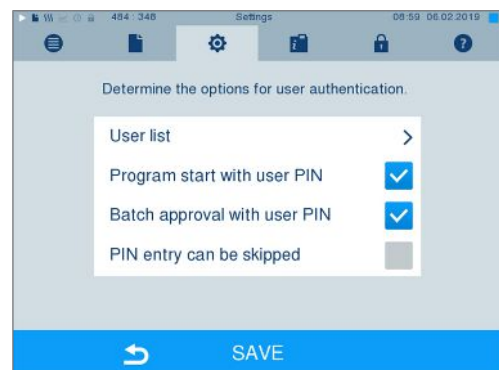 484 : 348 Settings 08:59 06.02.2019
Determine the options for user authentication.
User list
Program start with user PIN
Batch approval with user PIN
PIN entry can be skipped
SAVE